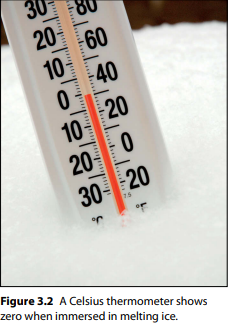 30 80
20 60
10 40
0 20
10
20 0
30 20
°C °F
Figure 3.2 A Celsius thermometer shows
zero when immersed in melting ice.